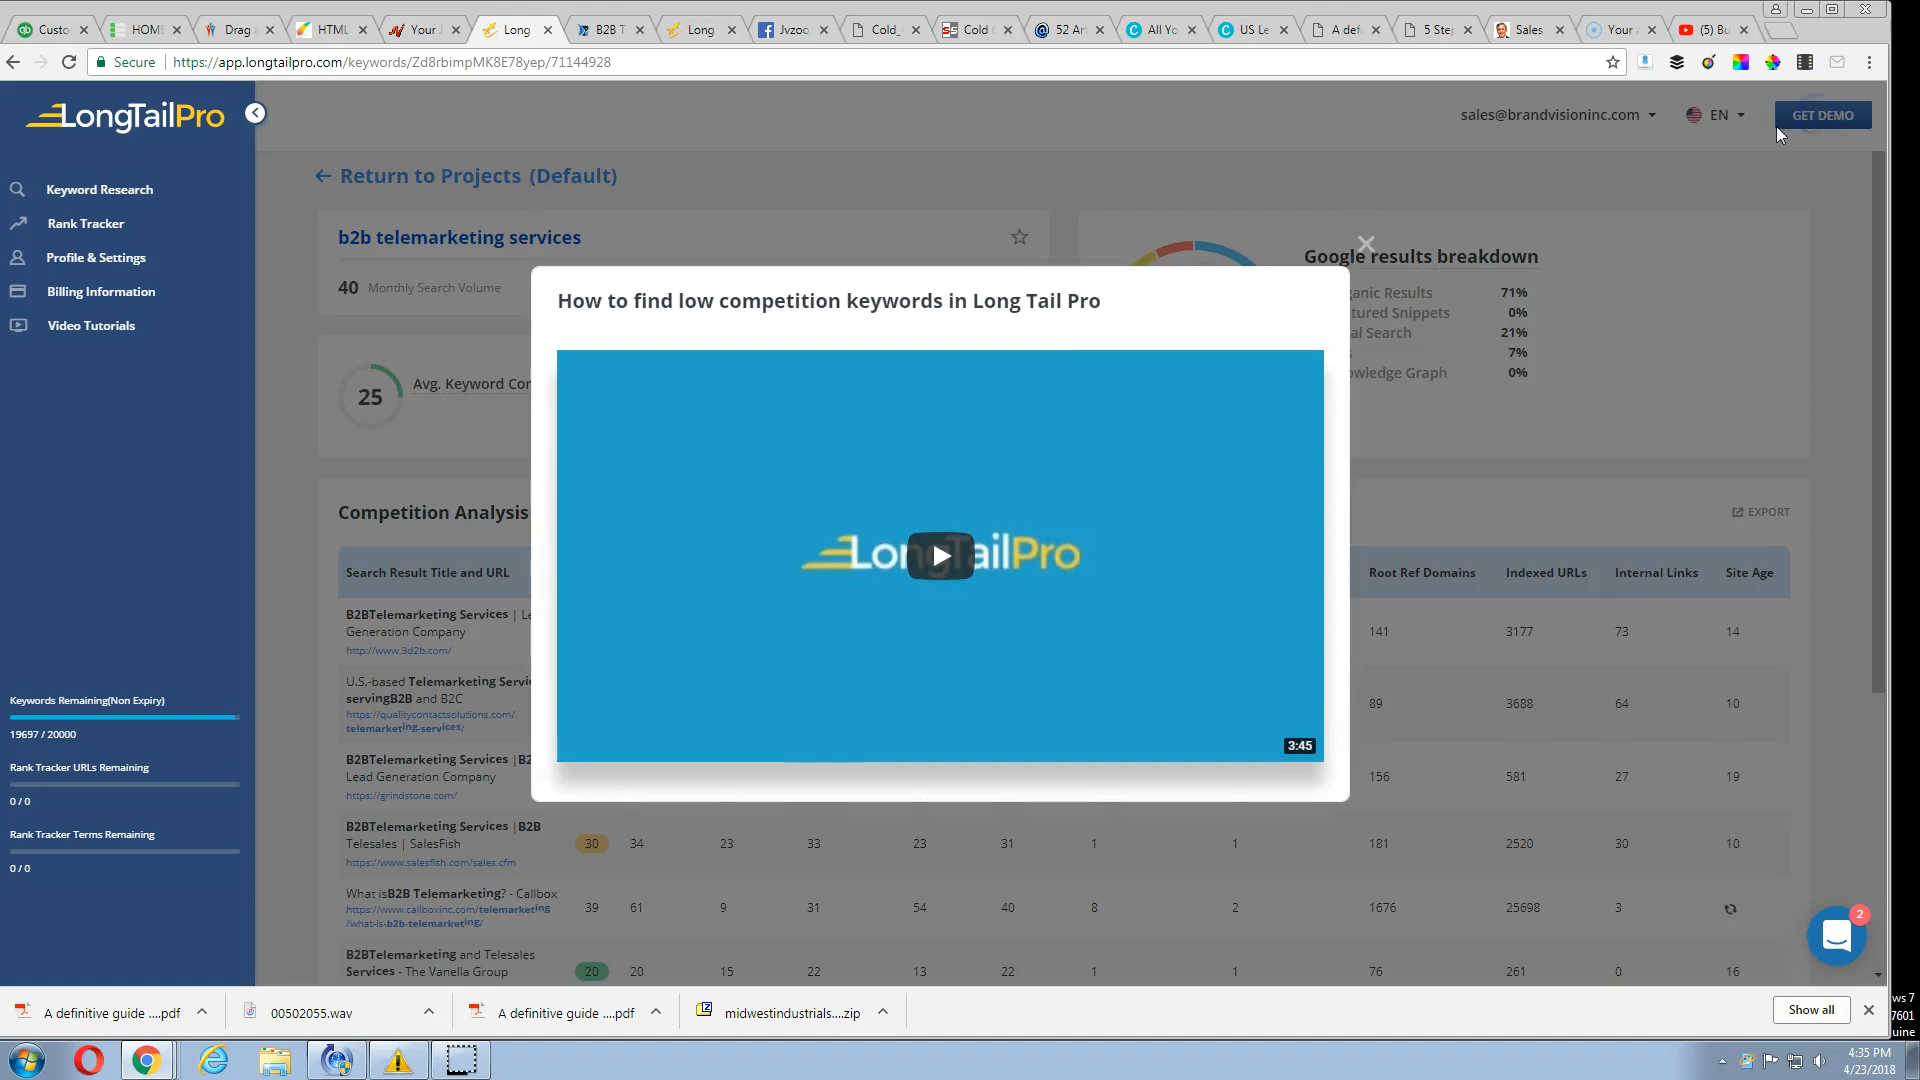 Custo
HOME
Drag
HTML
Your
Long
B2B T
Long
Jvzoo
Cold_
Cold
52 Ar
All Yo
US Le
A defi
5 Step
Sales
Your
(5) Bu
Secure
https://app.longtailpro.com/keywords/Zd8rbimpMK8E78yep/71144928
LongTailPro
Keyword Research
Rank Tracker
Profile & Settings
Billing Information
Video Tutorials
Keywords Remaining(Non Expiry)
19697 / 20000
Rank Tracker URLs Remaining
0 / 0
Rank Tracker Terms Remaining
0 / 0
sales@brandvisioninc.com
EN
GET DEMO
Return to Projects (Default)
b2b telemarketing services
40 Monthly Search Volume
25
Avg. Keyword Con
Google results breakdown
ganic Results 71%
tured Snippets 0%
al Search 21%
7%
owledge Graph 0%
How to find low competition keywords in Long Tail Pro
LongTailPro
3:45
Competition Analysis
EXPORT
Search Result Title and URL
Root Ref Domains
Indexed URLs
Internal Links
Site Age
B2BTelemarketing Services | Le
Generation Company
http://www.3d2b.com/
141 3177 73 14
U.S.-based Telemarketing Servi
servingB2B and B2C
https://qualitycontactsolutions.com/
telemarketing-services/
89 3688 64 10
B2BTelemarketing Services |B2
Lead Generation Company
https://grindstone.com/
156 581 27 19
B2BTelemarketing Services |B2B
Telesales | SalesFish
https://www.salesfish.com/sales.cfm
30 34 23 33 23 31 1 1 181 2520 30 10
What isB2B Telemarketing? - Callbox
https://www.callboxinc.com/telemarketing
/what-is-b2b-telemarketing/
39 61 9 31 54 40 8 2 1676 25698 3
B2BTelemarketing and Telesales
Services - The Vanella Group
20 20 15 22 13 22 1 1 76 261 0 16
2
A definitive guide ....pdf
00502055.wav
A definitive guide ....pdf
midwestindustrials....zip
Show all
ws 7
7601
uine
4:35 PM
4/23/2018